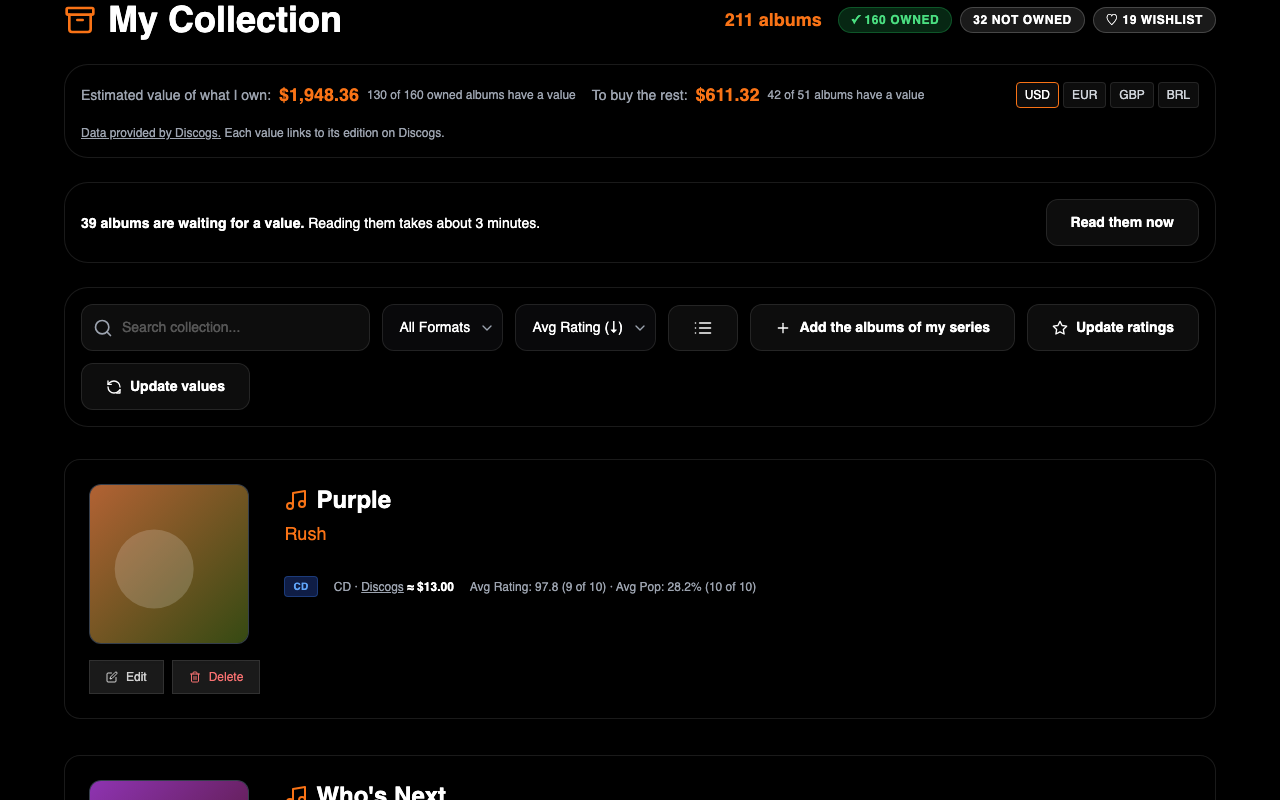 My Collection
211 albums ✓ 160 OWNED 32 NOT OWNED ♡ 19 WISHLIST
Estimated value of what I own: $1,948.36 130 of 160 owned albums have a value To buy the rest: $611.32 42 of 51 albums have a value USD EUR GBP BRL
Data provided by Discogs. Each value links to its edition on Discogs.
39 albums are waiting for a value. Reading them takes about 3 minutes. Read them now
Search collection... All Formats Avg Rating (↓) Add the albums of my series Update ratings
Update values
Purple
Rush
CD CD · Discogs ≈ $13.00 Avg Rating: 97.8 (9 of 10) · Avg Pop: 28.2% (10 of 10)
Edit Delete
Who's Next